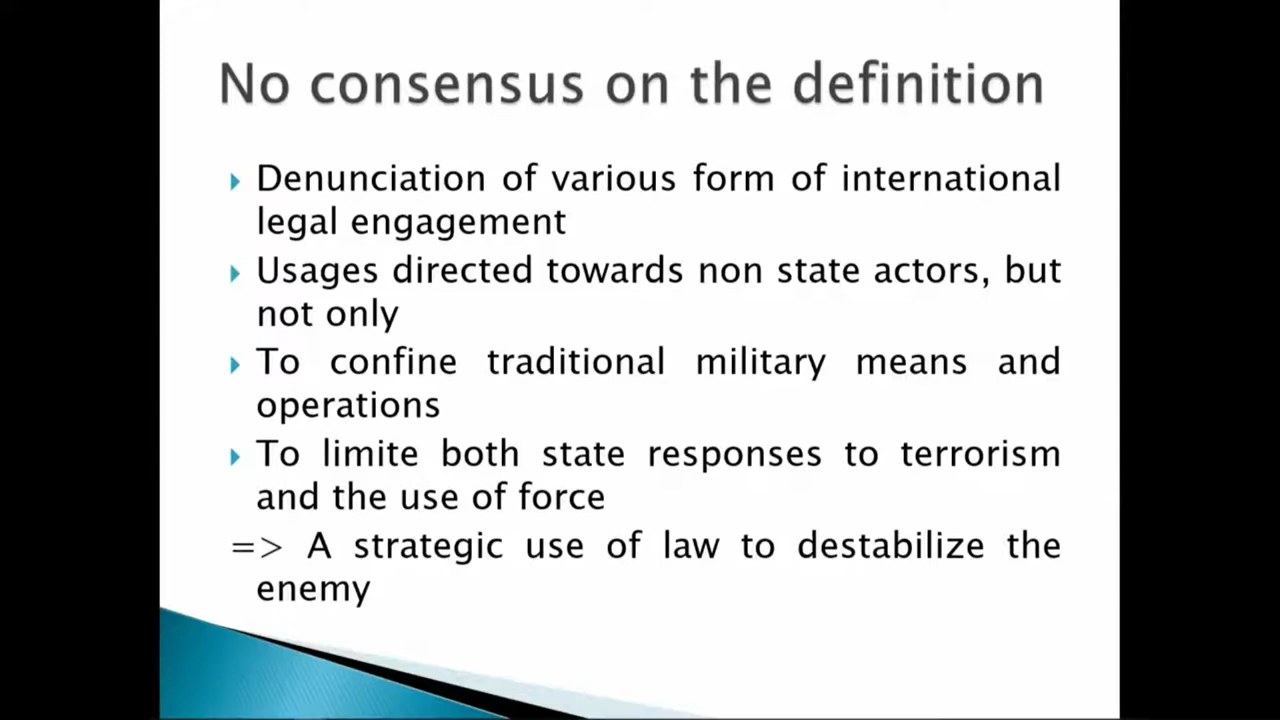 No consensus on the definition
Denunciation of various form of international
legal engagement
Usages directed towards non state actors, but
not only
To confine traditional military means and
operations
To limite both state responses to terrorism
and the use of force
=> A strategic use of law to destabilize the
enemy